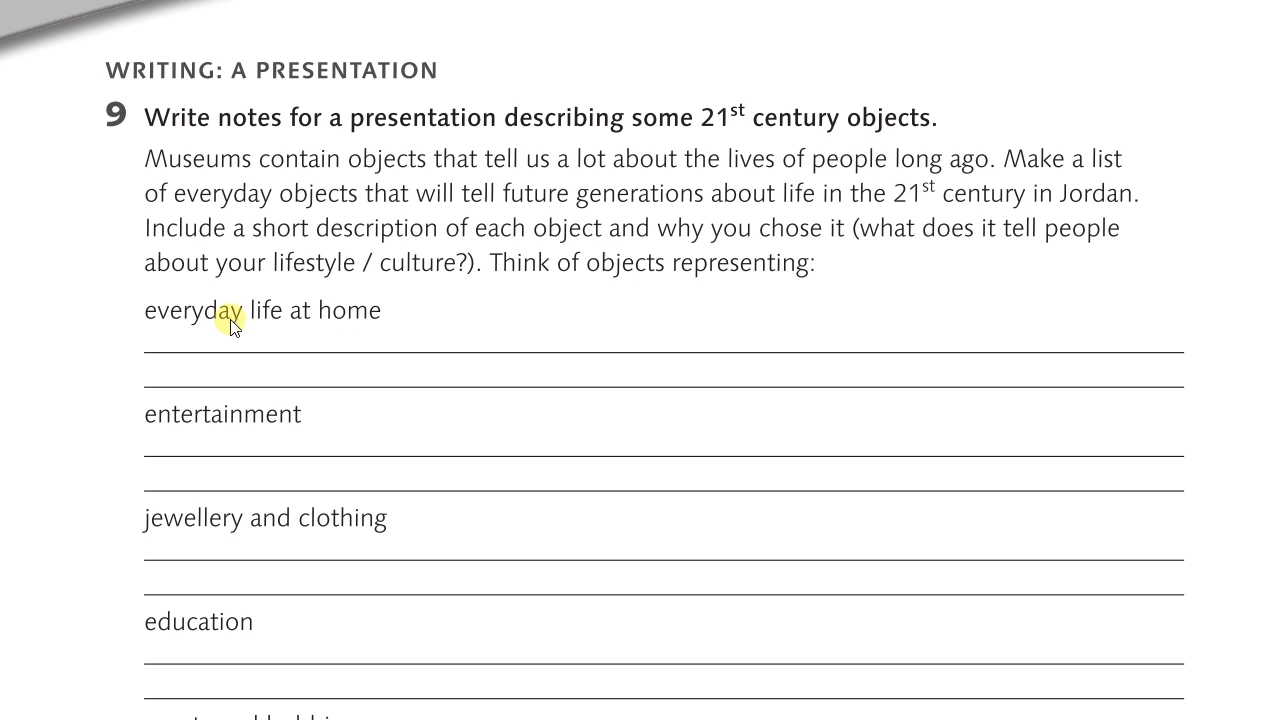 WRITING: A PRESENTATION
9 Write notes for a presentation describing some 21st century objects.
Museums contain objects that tell us a lot about the lives of people long ago. Make a list
of everyday objects that will tell future generations about life in the 21st century in Jordan.
Include a short description of each object and why you chose it (what does it tell people
about your lifestyle / culture?). Think of objects representing:
everyday life at home
entertainment
jewellery and clothing
education